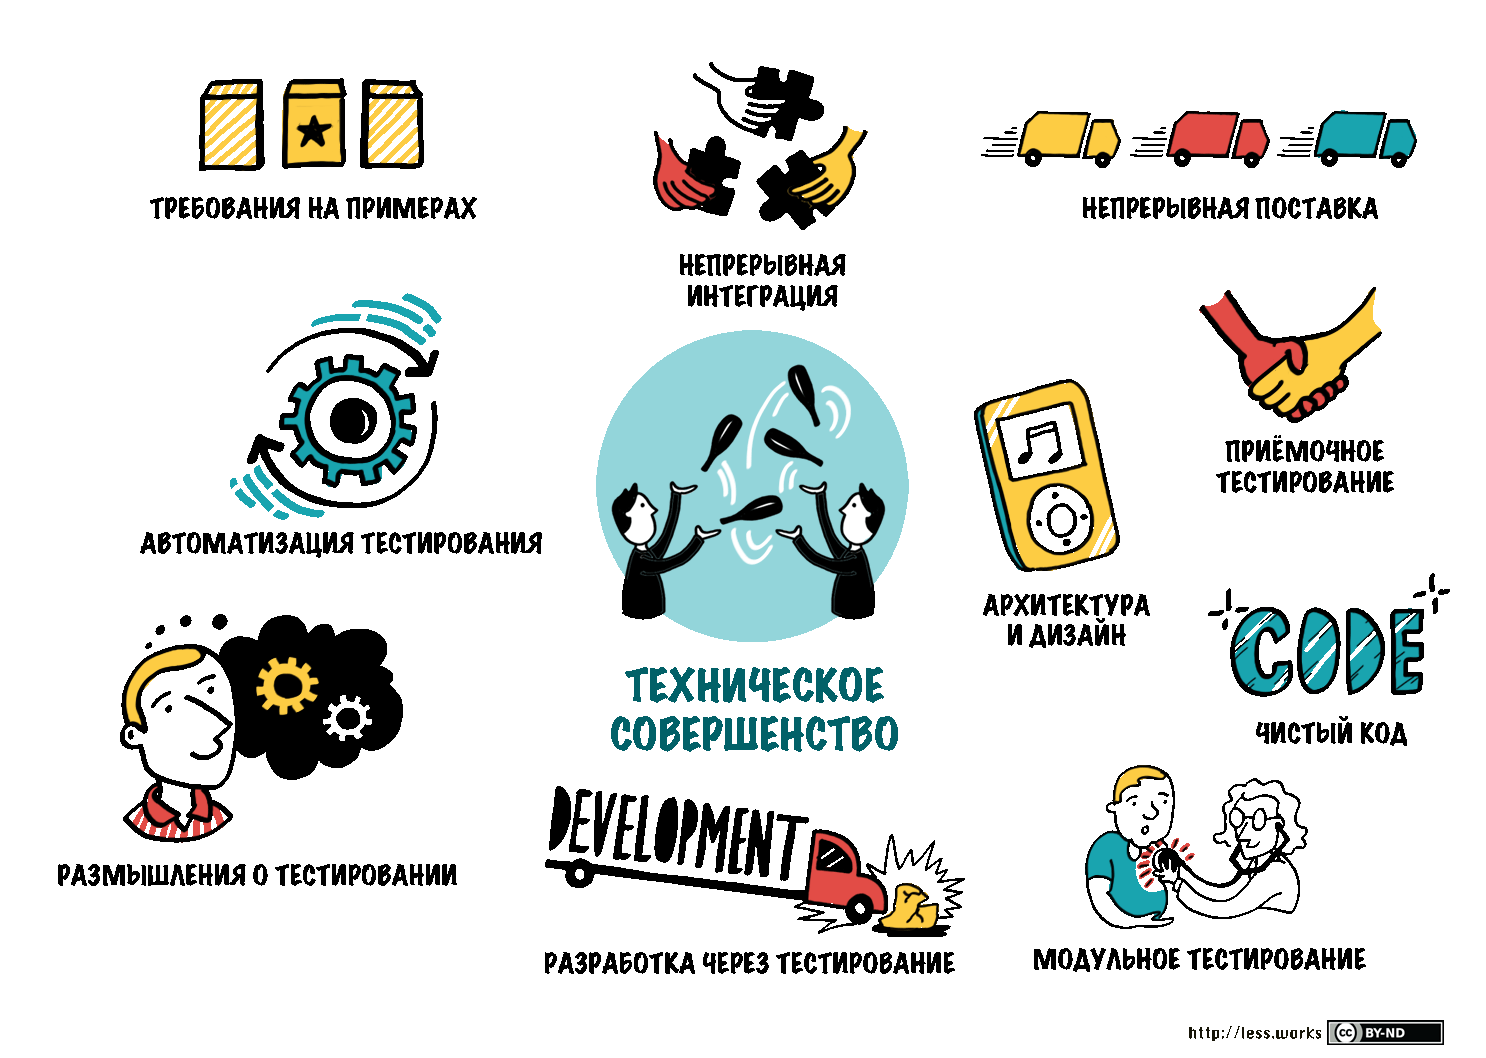 ТРЕБОВАНИЯ НА ПРИМЕРАХ
НЕПРЕРЫВНАЯ
ИНТЕГРАЦИЯ
НЕПРЕРЫВНАЯ ПОСТАВКА
АВТОМАТИЗАЦИЯ ТЕСТИРОВАНИЯ
ПРИЁМОЧНОЕ
ТЕСТИРОВАНИЕ
АРХИТЕКТУРА
И ДИЗАЙН
CODE
ЧИСТЫЙ КОД
ТЕХНИЧЕСКОЕ
СОВЕРШЕНСТВО
РАЗМЫШЛЕНИЯ О ТЕСТИРОВАНИИ
DEVELOPMENT
РАЗРАБОТКА ЧЕРЕЗ ТЕСТИРОВАНИЕ
МОДУЛЬНОЕ ТЕСТИРОВАНИЕ
http://less.works
cc BY-ND